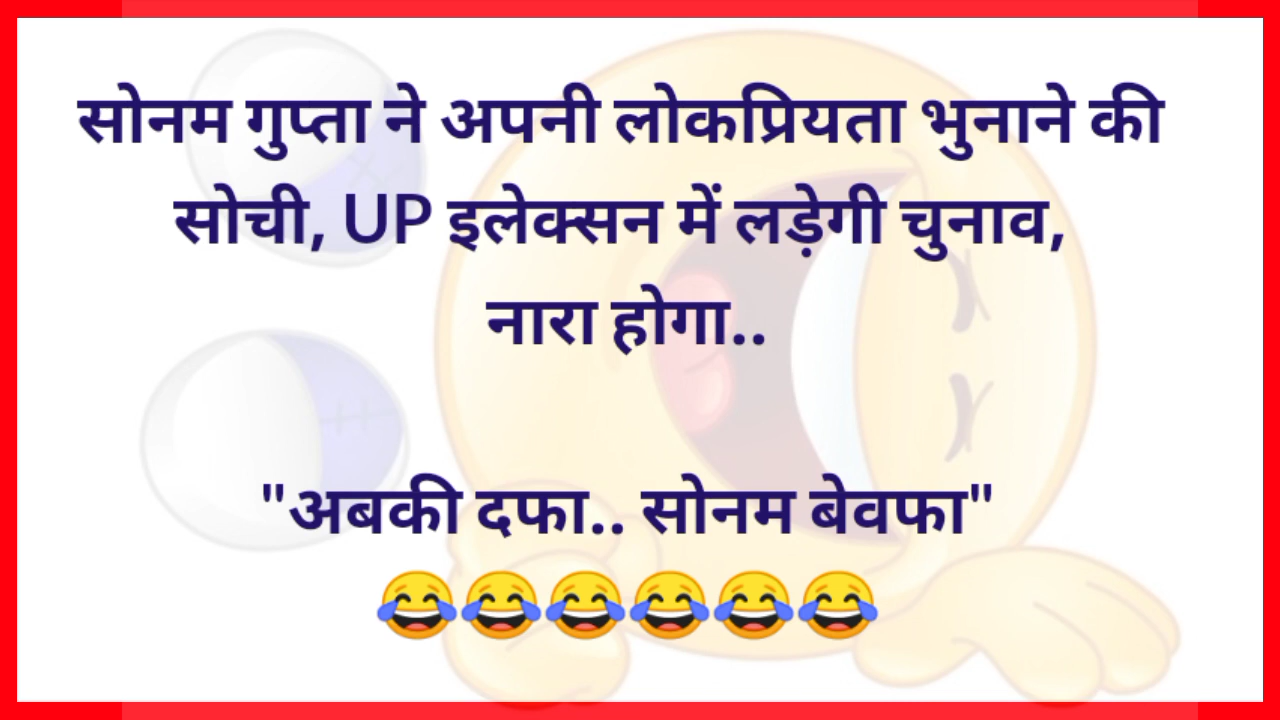 सोनम गुप्ता ने अपनी लोकप्रियता भुनाने की
सोची, UP इलेक्सन में लड़ेगी चुनाव,
नारा होगा..
"अबकी दफा.. सोनम बेवफा"
😂😂😂😂😂😂